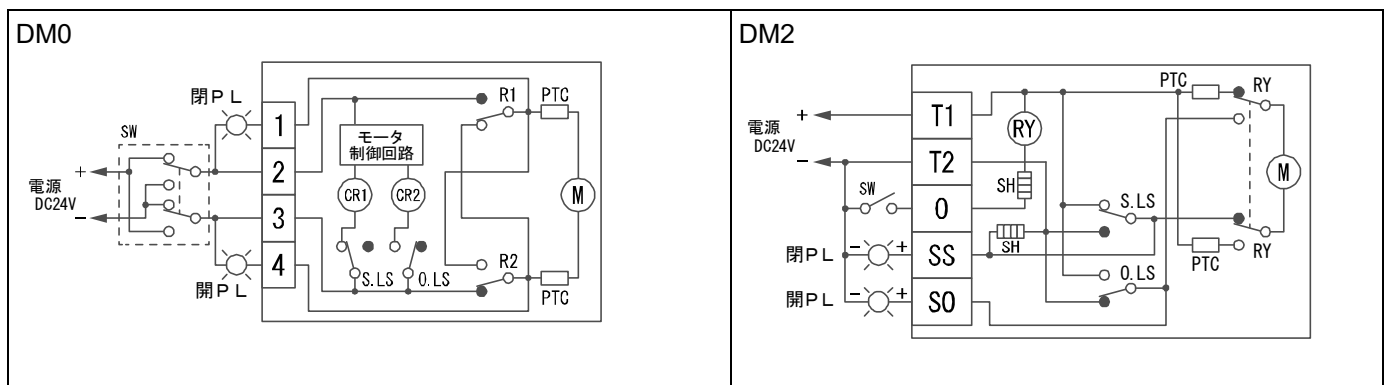 DM0
閉PL
SW
+
電源
DC24V
-
開PL
1
2
3
4
モータ
制御回路
CR1
CR2
S.LS
O.LS
R1
PTC
R2
PTC
M
DM2
+
電源
DC24V
-
SW
閉PL
- +
開PL
- +
T1
T2
O
SS
SO
RY
SH
SH
S.LS
O.LS
PTC
RY
M
PTC
RY